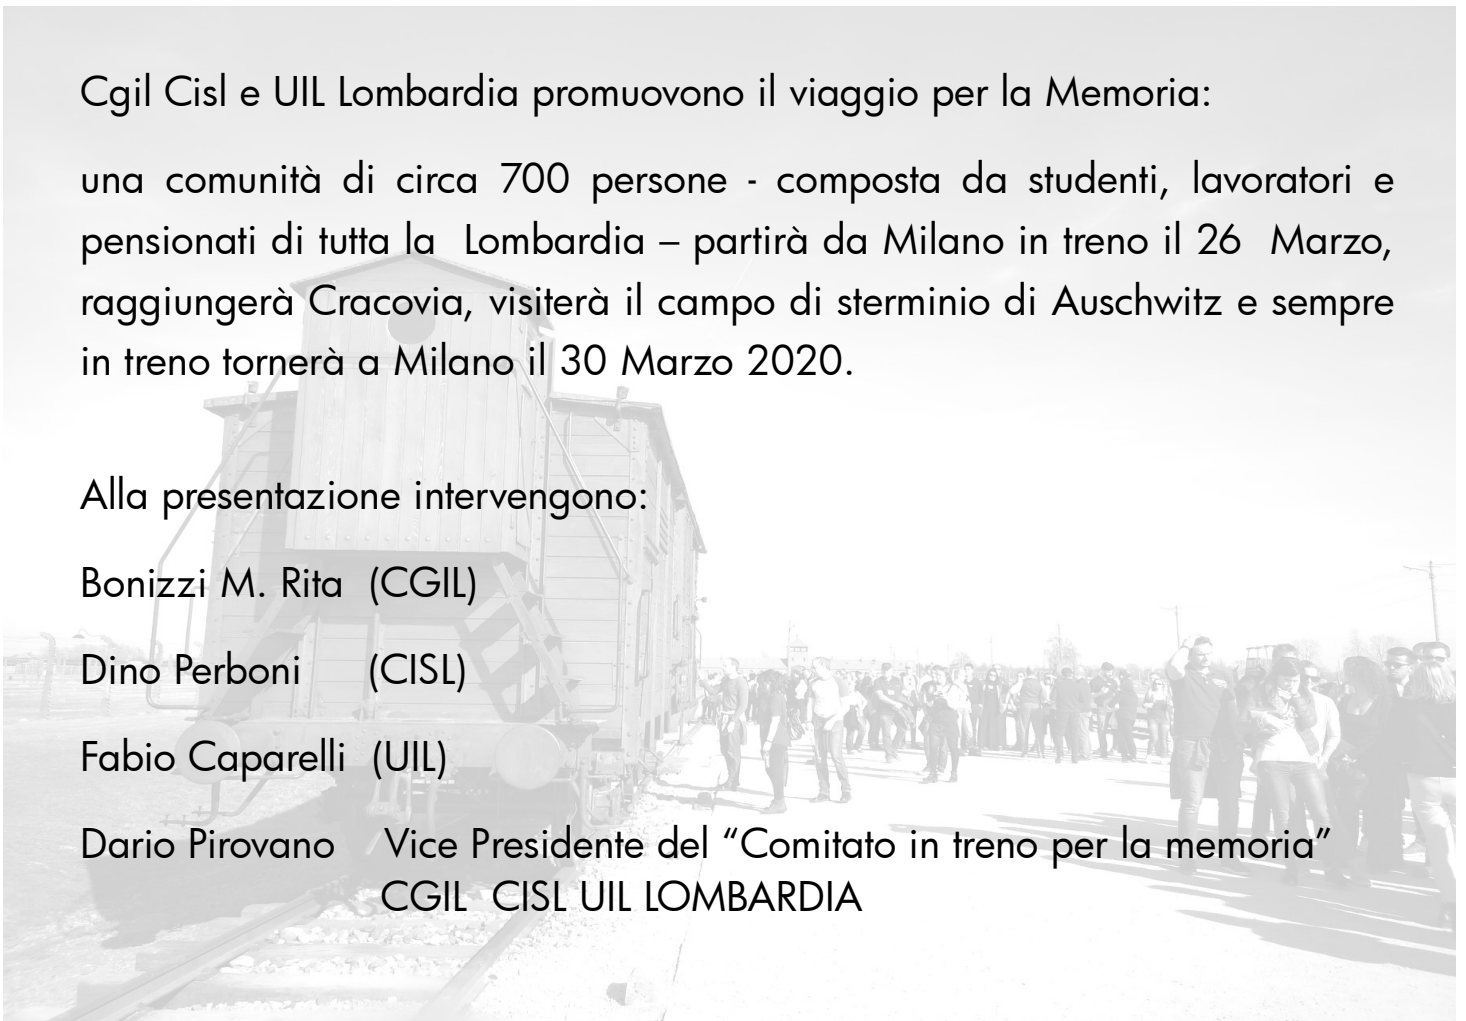 Cgil Cisl e UIL Lombardia promuovono il viaggio per la Memoria:
una comunità di circa 700 persone - composta da studenti, lavoratori e
pensionati di tutta la Lombardia – partirà da Milano in treno il 26 Marzo,
raggiungerà Cracovia, visiterà il campo di sterminio di Auschwitz e sempre
in treno tornerà a Milano il 30 Marzo 2020.
Alla presentazione intervengono:
Bonizzi M. Rita (CGIL)
Dino Perboni (CISL)
Fabio Caparelli (UIL)
Dario Pirovano Vice Presidente del “Comitato in treno per la memoria”
CGIL CISL UIL LOMBARDIA